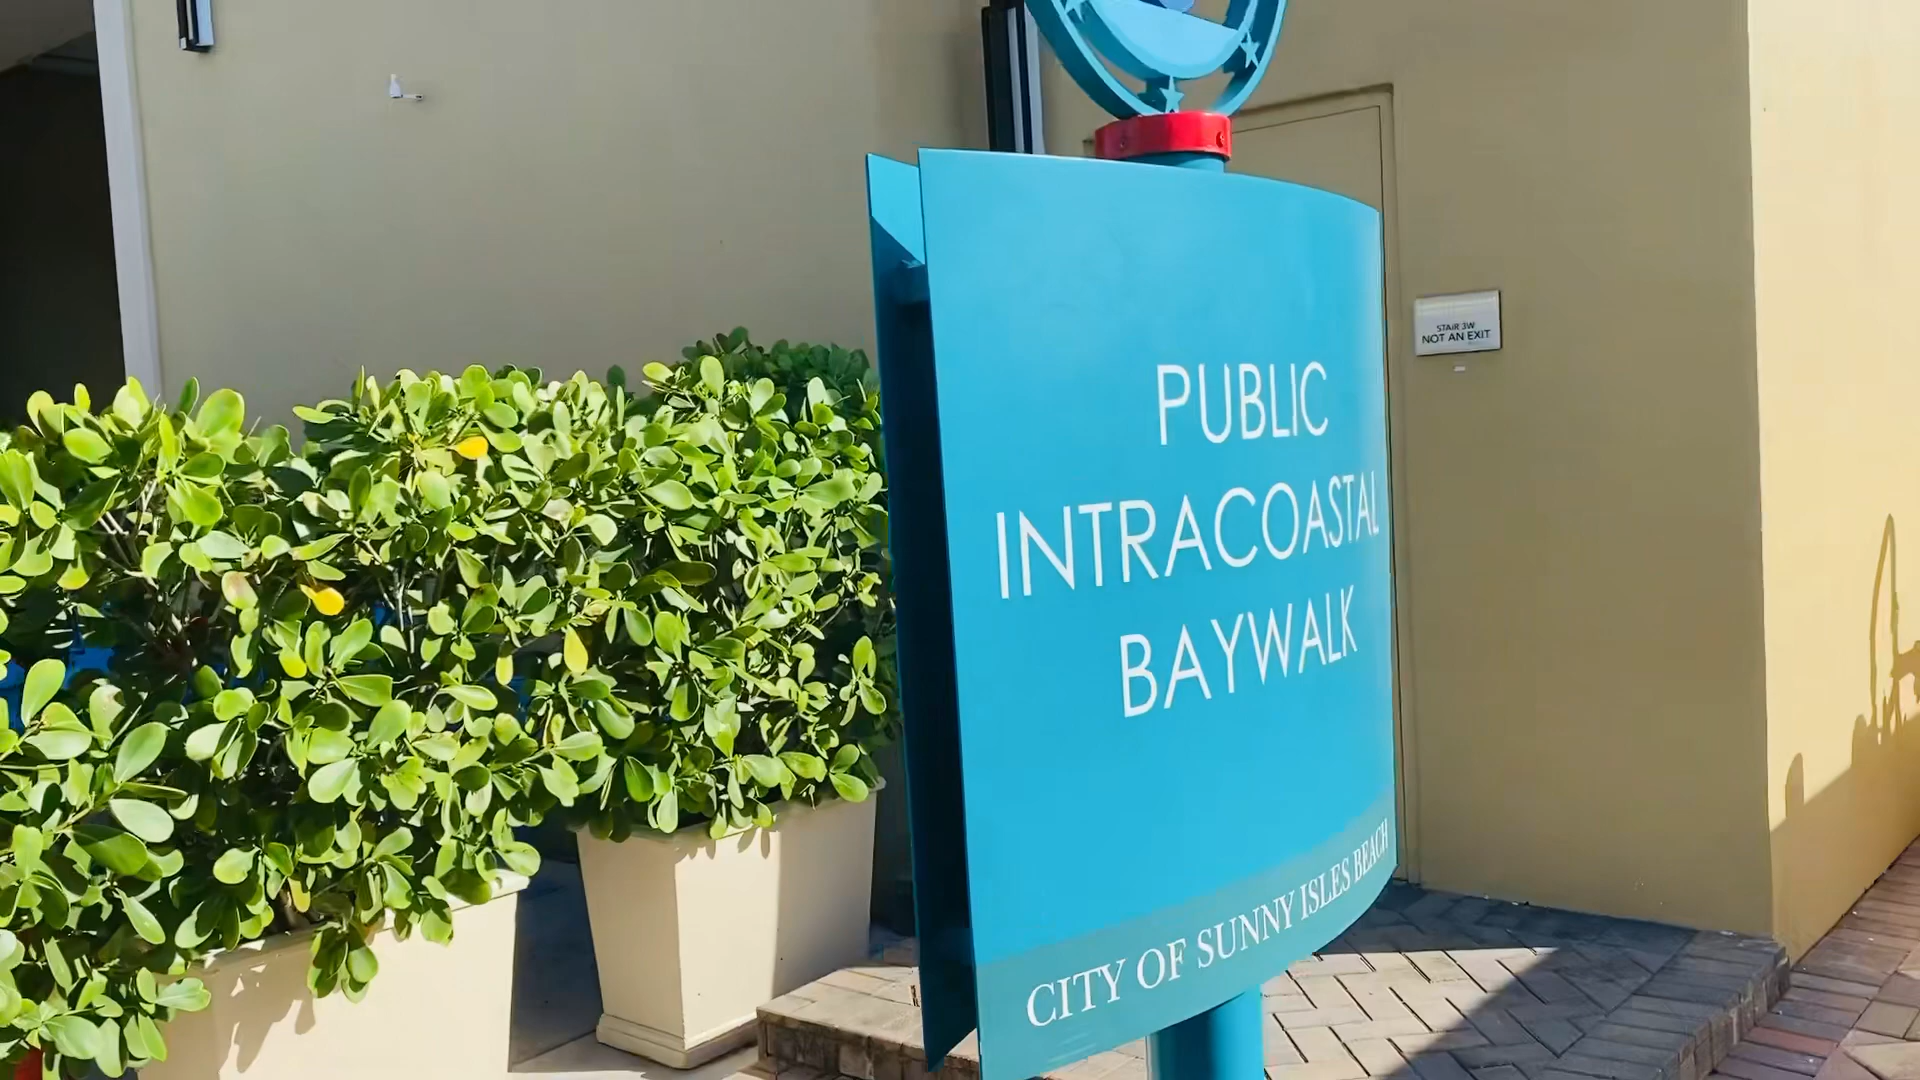 PUBLIC
INTRACOASTAL
BAYWALK
CITY OF SUNNY ISLES BEACH
STAIR 3W
NOT AN EXIT